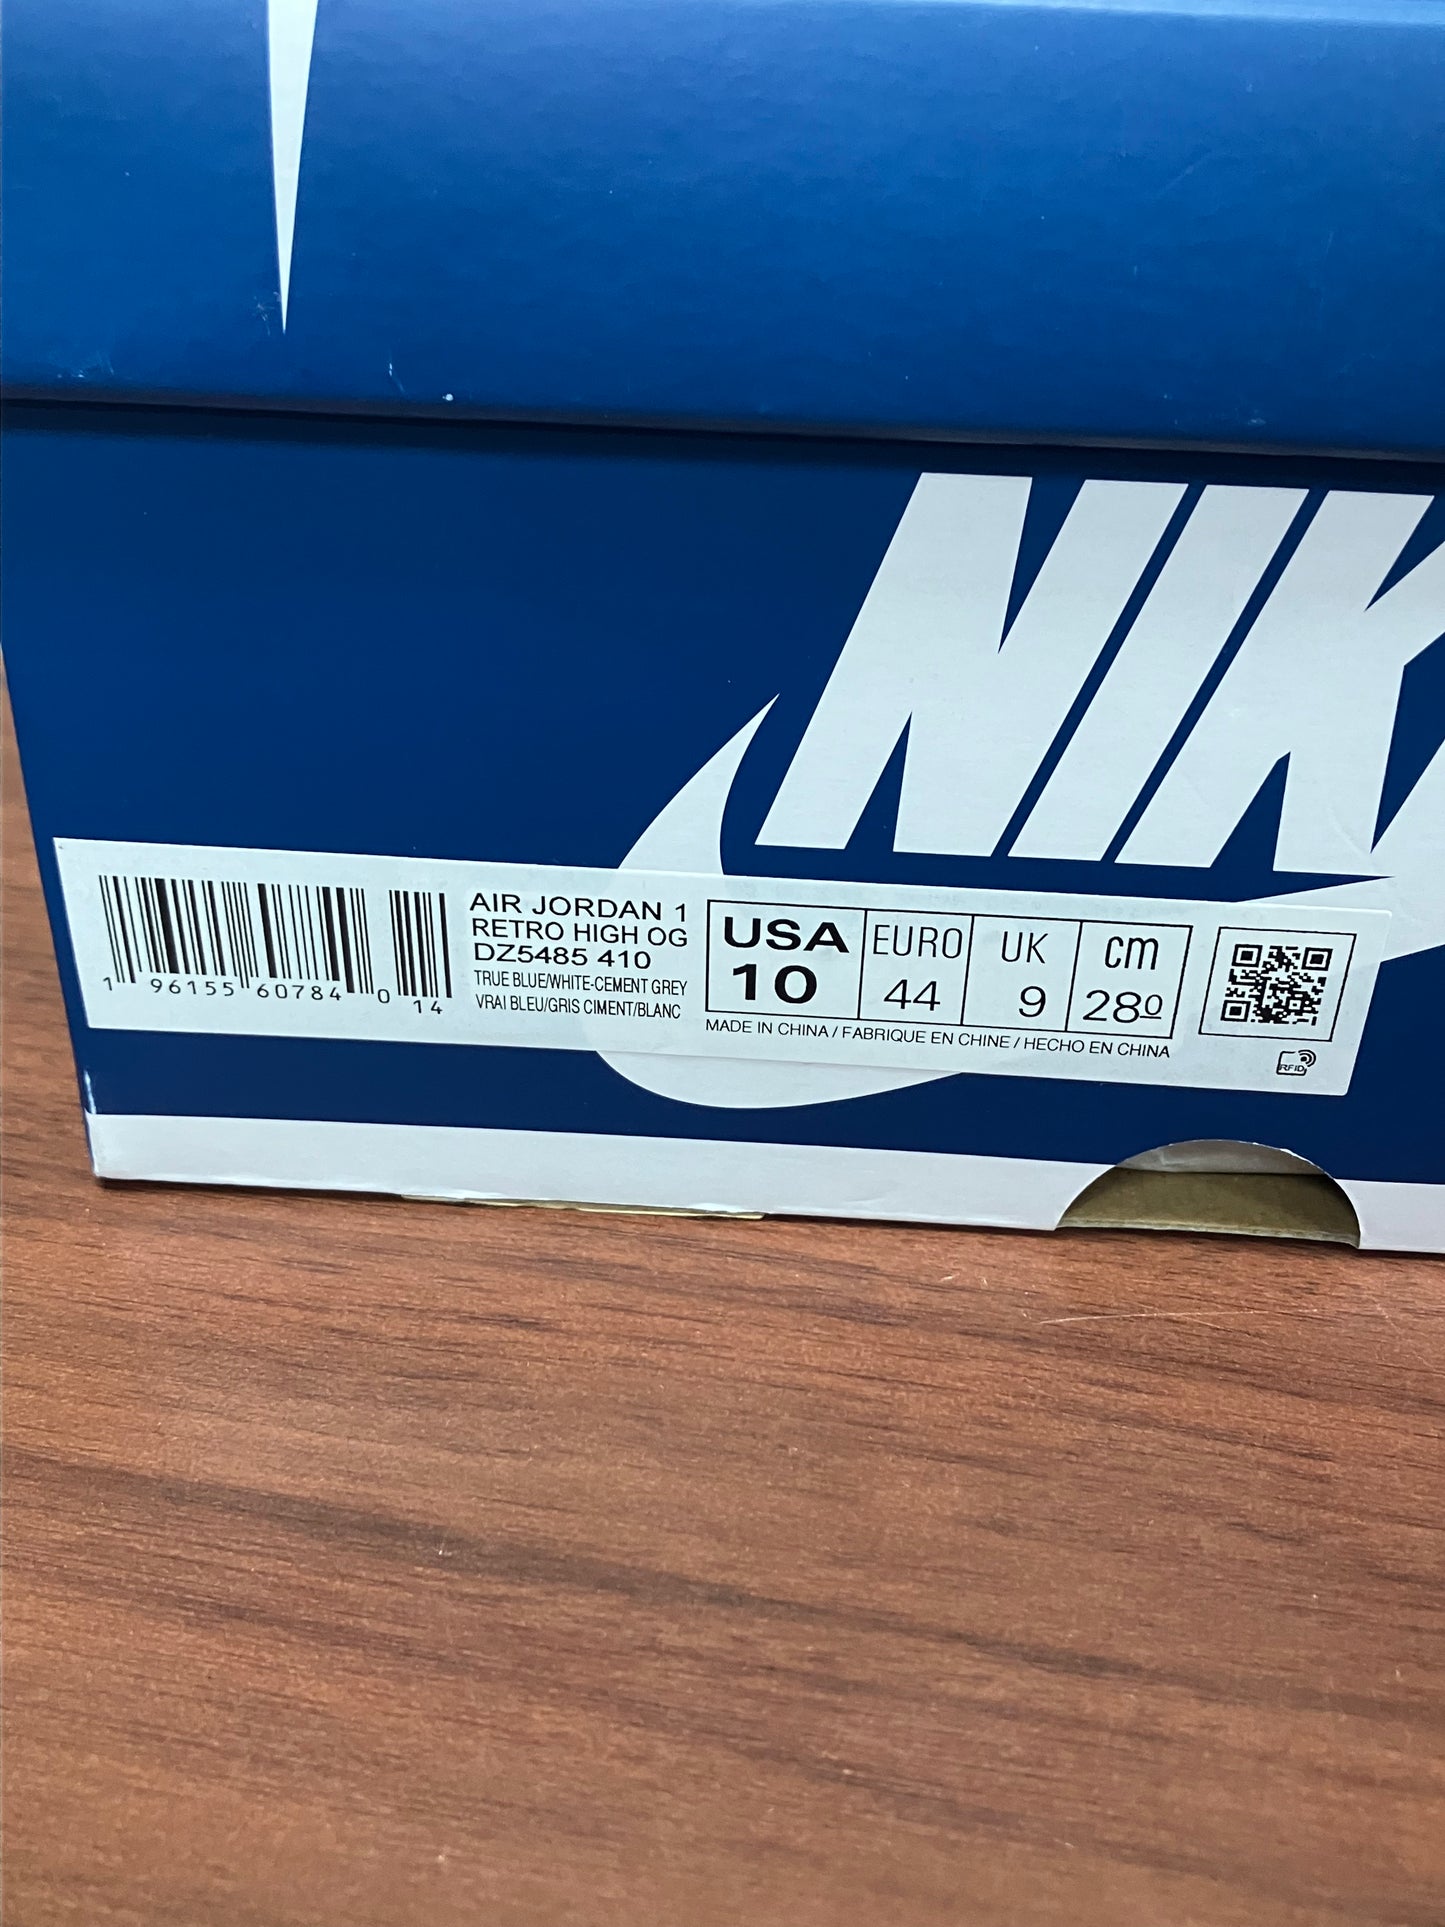 NIK
AIR JORDAN 1
RETRO HIGH OG
DZ5485 410
TRUE BLUE/WHITE-CEMENT GREY
VRAI BLEU/GRIS CIMENT/BLANC
1 96155 60784 0 14
USA EURO UK cm
10 44 9 280
MADE IN CHINA / FABRIQUE EN CHINE / HECHO EN CHINA
RFID